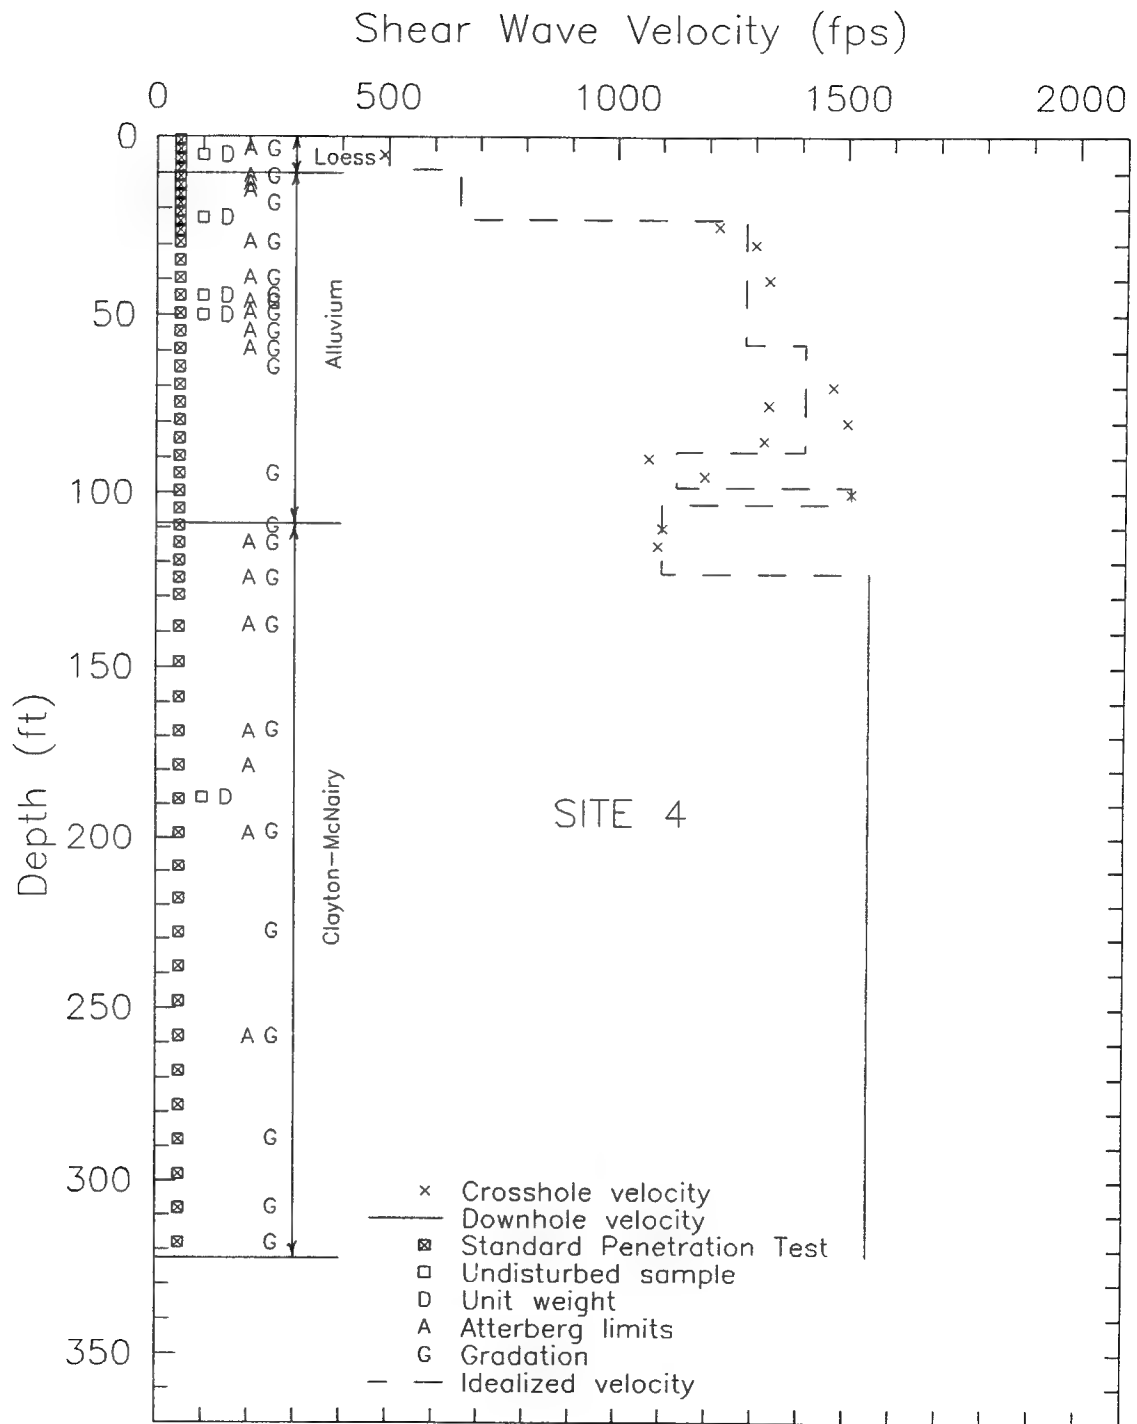 Shear Wave Velocity (fps)
0 500 1000 1500 2000
0
D A G
Loess
A G
A
A
G
D
A G
A G
D G
A G
50
D A G
A G
A G
G
Alluvium
G
100
G
A G
A G
A G
150
A G
A
D
SITE 4
200
A G
Clayton-McNairy
G
250
A G
G
300
G
G
350
Depth (ft)
Crosshole velocity
Downhole velocity
Standard Penetration Test
Undisturbed sample
D Unit weight
A Atterberg limits
G Gradation
Idealized velocity